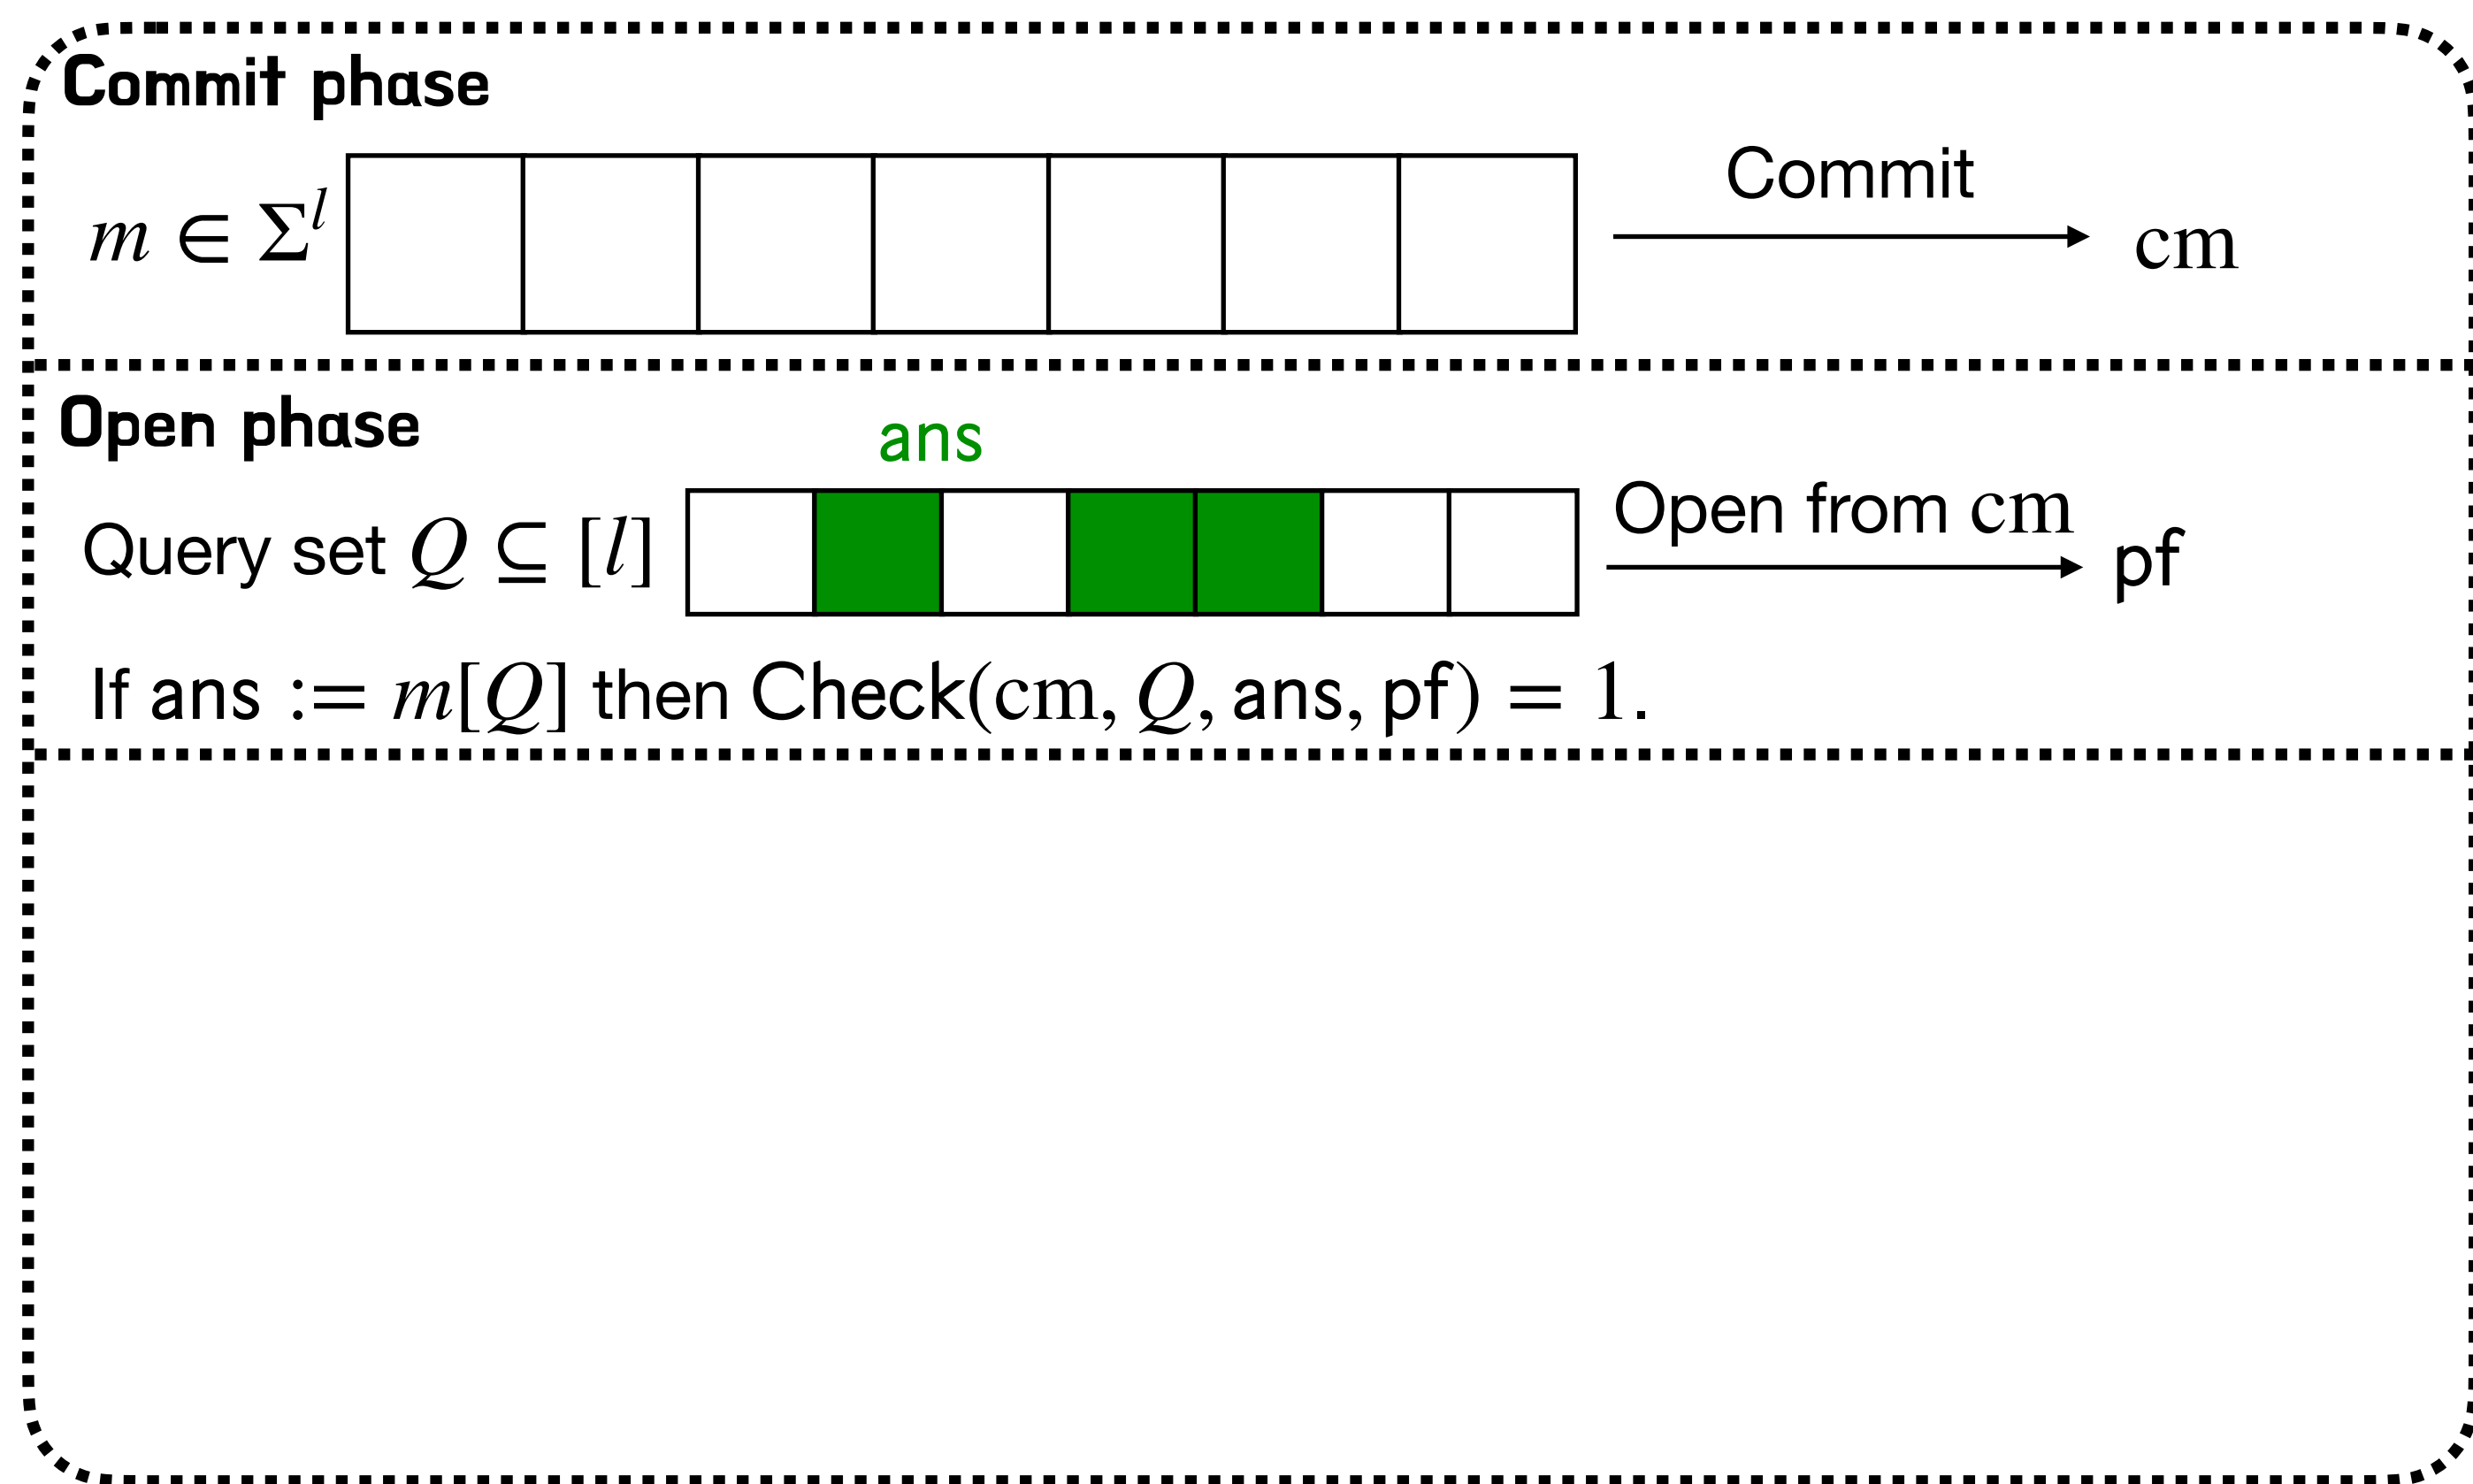 Commit phase
m ∈ Σ^l
Commit
cm
Open phase
ans
Query set Q ⊆ [l]
Open from cm
pf
If ans := m[Q] then Check(cm, Q, ans, pf) = 1.